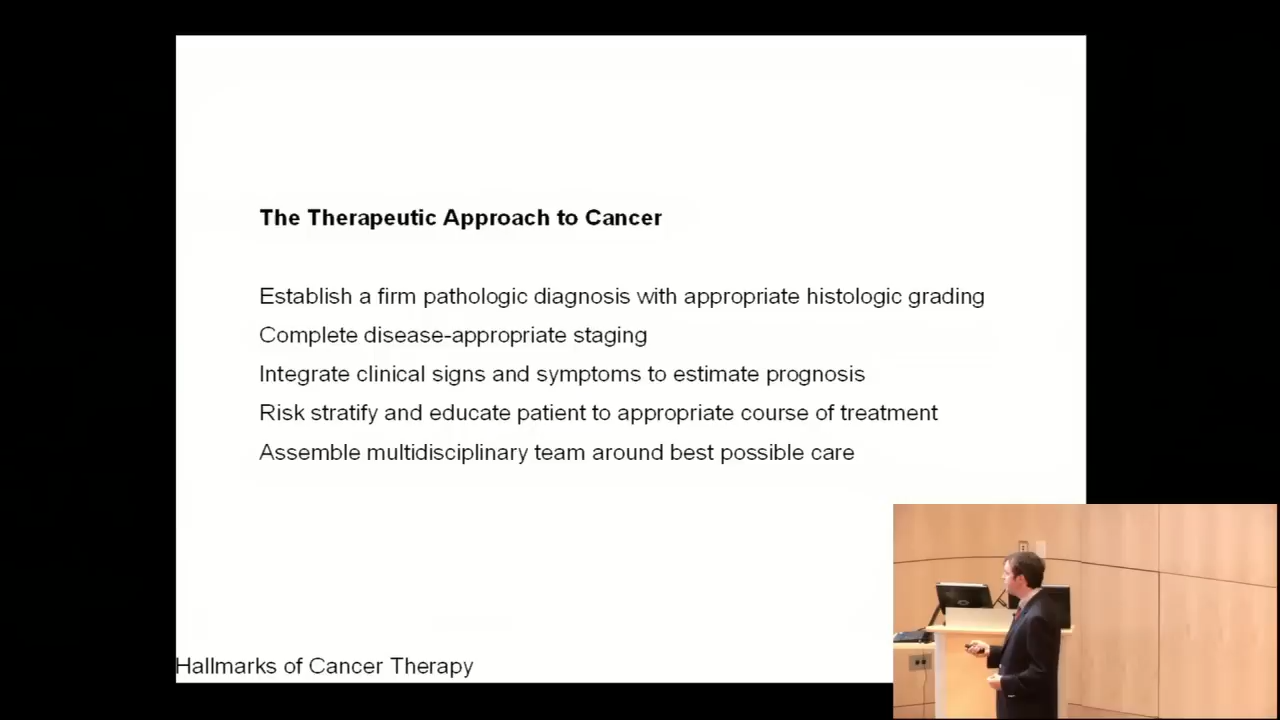 The Therapeutic Approach to Cancer
Establish a firm pathologic diagnosis with appropriate histologic grading
Complete disease-appropriate staging
Integrate clinical signs and symptoms to estimate prognosis
Risk stratify and educate patient to appropriate course of treatment
Assemble multidisciplinary team around best possible care
Hallmarks of Cancer Therapy